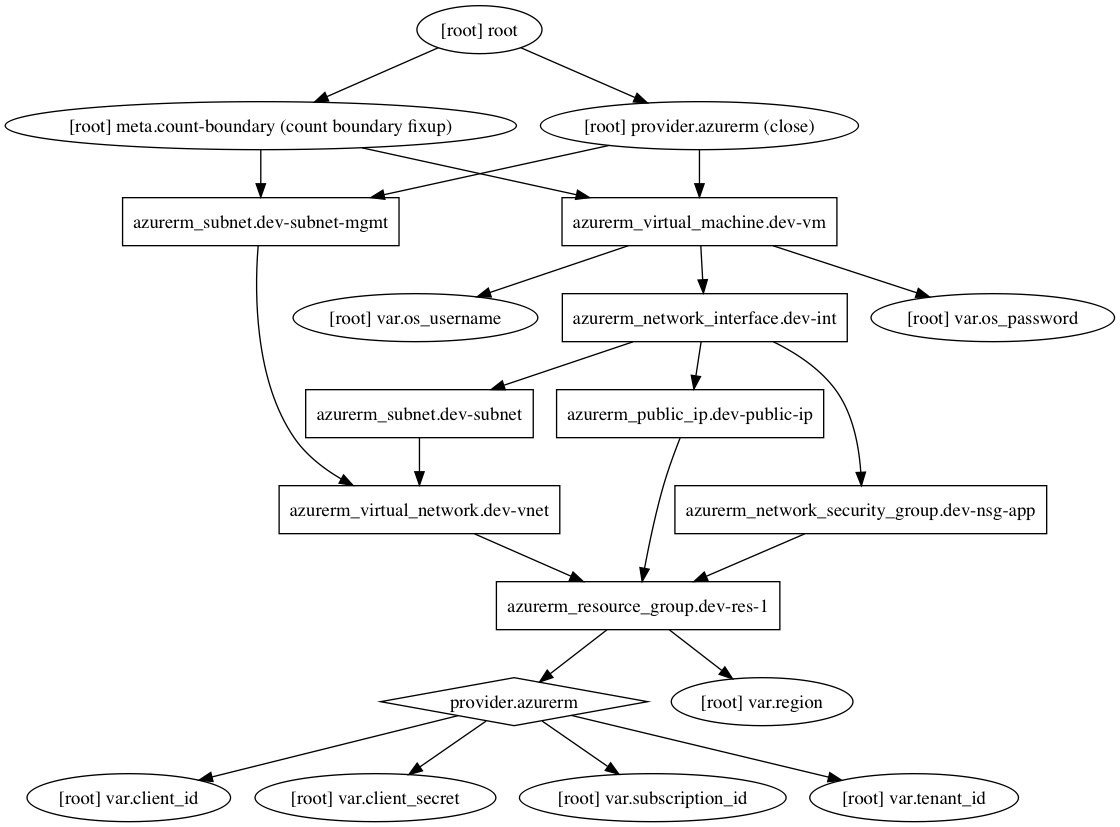 [root] root
[root] meta.count-boundary (count boundary fixup)
[root] provider.azurerm (close)
azurerm_subnet.dev-subnet-mgmt
azurerm_virtual_machine.dev-vm
[root] var.os_username
azurerm_network_interface.dev-int
[root] var.os_password
azurerm_subnet.dev-subnet
azurerm_public_ip.dev-public-ip
azurerm_virtual_network.dev-vnet
azurerm_network_security_group.dev-nsg-app
azurerm_resource_group.dev-res-1
provider.azurerm
[root] var.region
[root] var.client_id
[root] var.client_secret
[root] var.subscription_id
[root] var.tenant_id